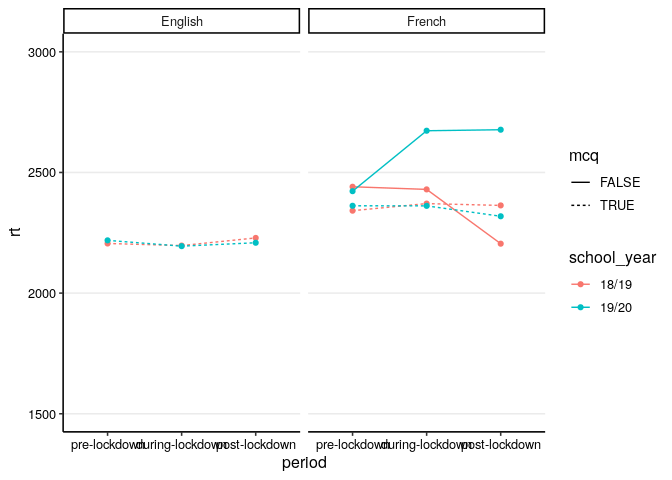 English
French
3000
2500
2000
1500
rt
pre-lockdown
during-lockdown
post-lockdown
pre-lockdown
during-lockdown
post-lockdown
period
mcq
FALSE
TRUE
school_year
18/19
19/20